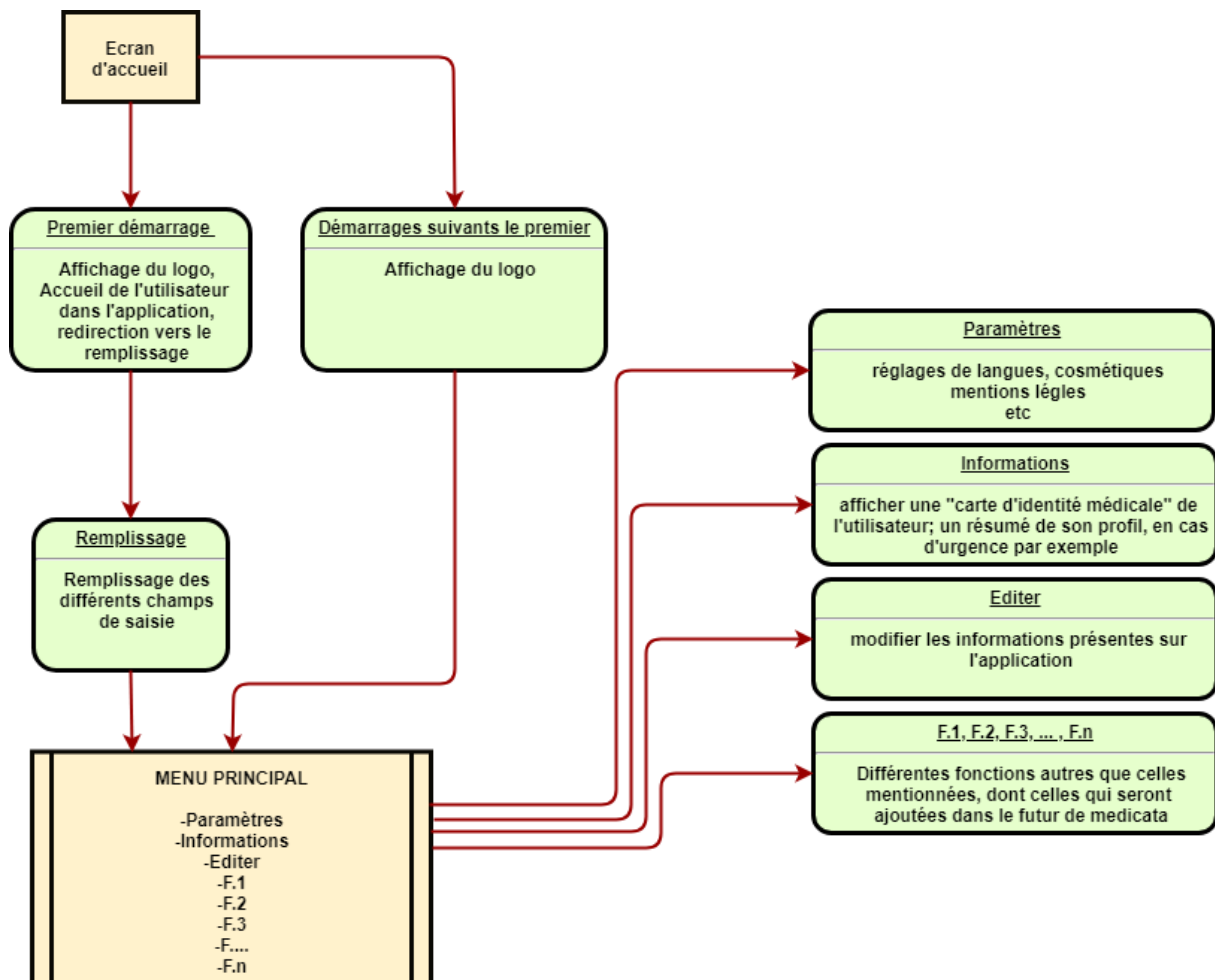 Ecran
d'accueil
Premier démarrage
Affichage du logo,
Accueil de l'utilisateur
dans l'application,
redirection vers le
remplissage
Démarrages suivants le premier
Affichage du logo
Remplissage
Remplissage des
différents champs
de saisie
MENU PRINCIPAL
-Paramètres
-Informations
-Editer
-F.1
-F.2
-F.3
-F....
-F.n
Paramètres
réglages de langues, cosmétiques
mentions légles
etc
Informations
afficher une "carte d'identité médicale" de
l'utilisateur; un résumé de son profil, en cas
d'urgence par exemple
Editer
modifier les informations présentes sur
l'application
F.1, F.2, F.3, ... , F.n
Différentes fonctions autres que celles
mentionnées, dont celles qui seront
ajoutées dans le futur de medicata